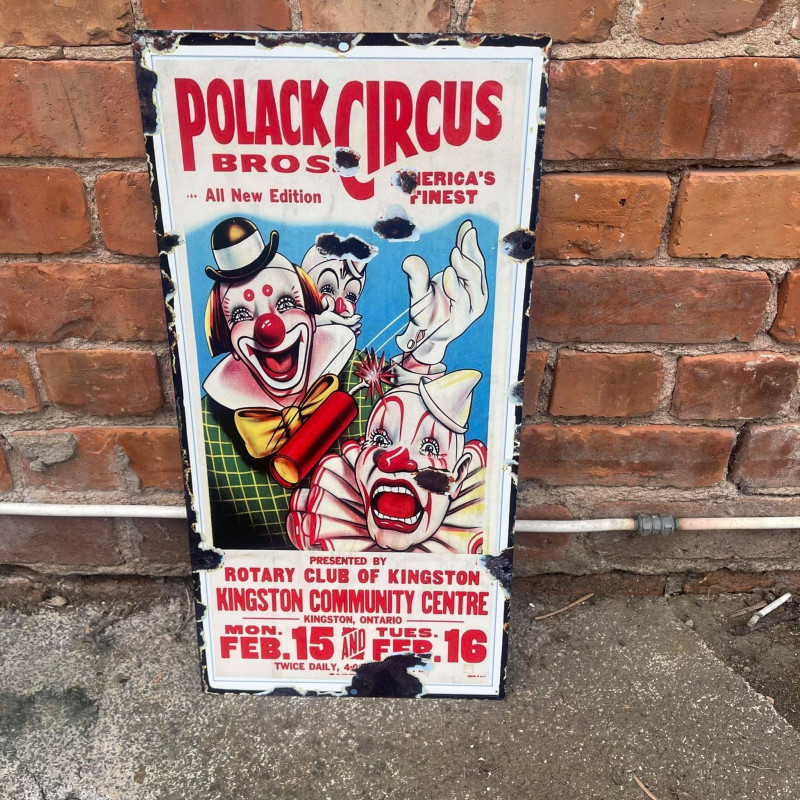 POLACK CIRCUS
BROS.
All New Edition
AMERICA'S
FINEST
PRESENTED BY
ROTARY CLUB OF KINGSTON
KINGSTON COMMUNITY CENTRE
KINGSTON, ONTARIO
MON. FEB. 15 AND TUES. FEB. 16
TWICE DAILY,